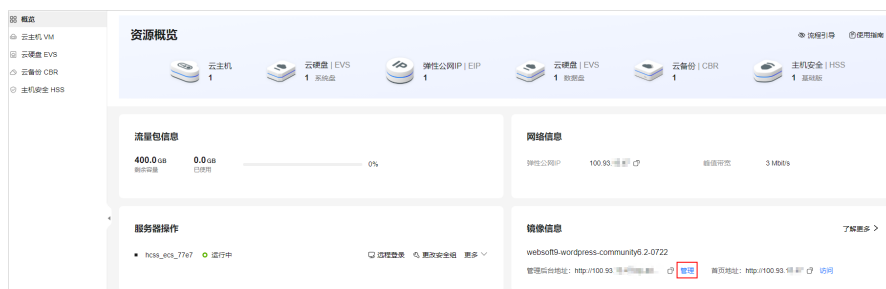 概览
云主机 VM
云硬盘 EVS
云备份 CBR
主机安全 HSS
资源概览
流程引导 使用指南
云主机 云硬盘 | EVS 弹性公网IP | EIP 云硬盘 | EVS 云备份 | CBR 主机安全 | HSS
1 1 系统盘 1 1 数据盘 1 1 基础版
流量包信息
400.0 GB 0.0 GB 0%
剩余容量 已使用
网络信息
弹性公网IP 100.93. 峰值带宽 3 Mbit/s
服务器操作
hcss_ecs_77e7 运行中 远程登录 更改安全组 更多
镜像信息 了解更多 >
websoft9-wordpress-community6.2-0722
管理后台地址: http://100.93 管理 首页地址: http://100.93. 访问